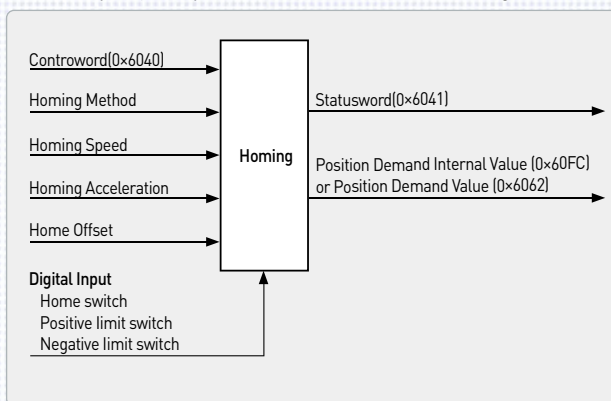 Controword(0×6040)
Homing Method
Homing Speed
Homing Acceleration
Home Offset
Digital Input
Home switch
Positive limit switch
Negative limit switch
Homing
Statusword(0×6041)
Position Demand Internal Value (0×60FC)
or Position Demand Value (0×6062)